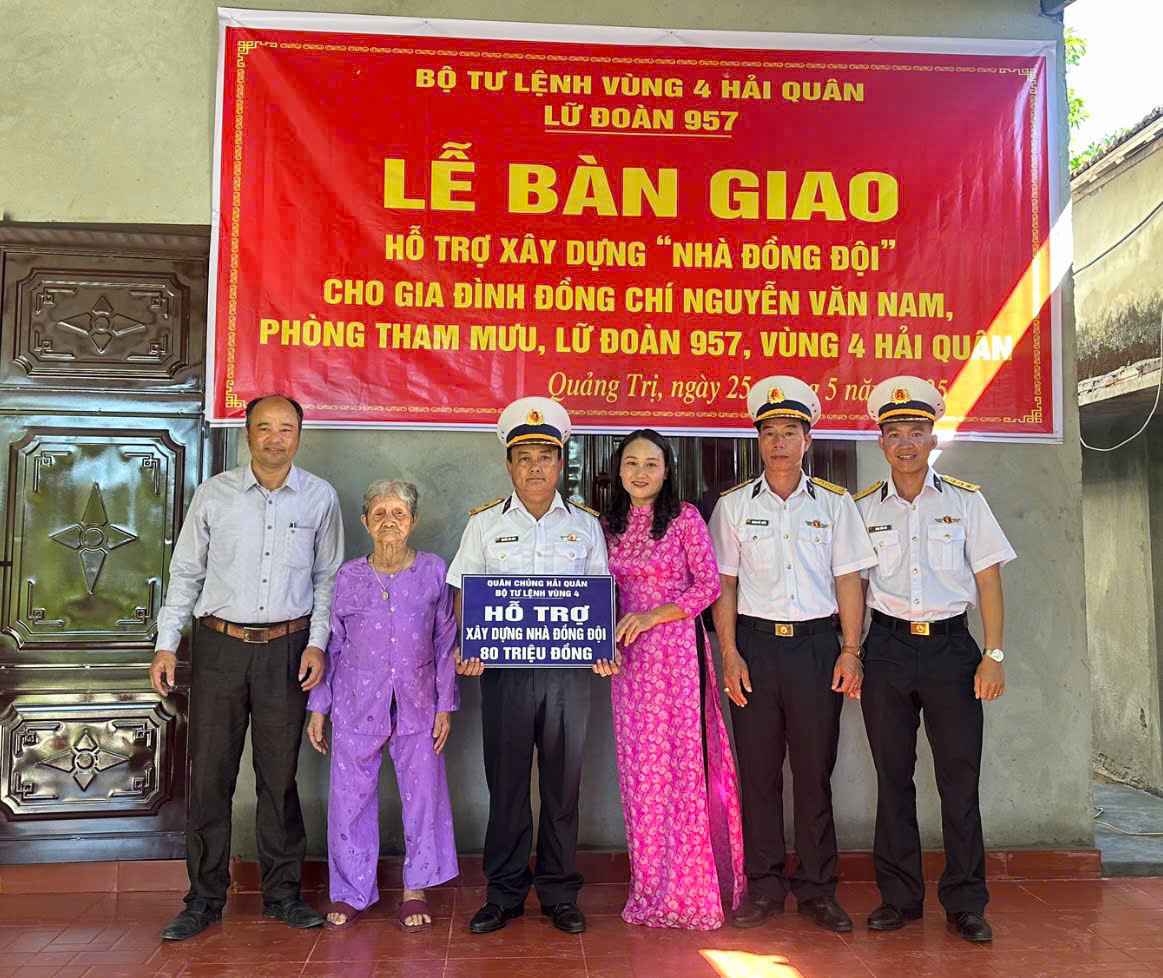 BỘ TƯ LỆNH VÙNG 4 HẢI QUÂN
LỮ ĐOÀN 957
LỄ BÀN GIAO
HỖ TRỢ XÂY DỰNG “NHÀ ĐỒNG ĐỘI”
CHO GIA ĐÌNH ĐỒNG CHÍ NGUYỄN VĂN NAM,
PHÒNG THAM MƯU, LỮ ĐOÀN 957, VÙNG 4 HẢI QUÂN
Quảng Trị, ngày 25 5 năm
QUÂN CHỦNG HẢI QUÂN
BỘ TƯ LỆNH VÙNG 4
HỖ TRỢ
XÂY DỰNG NHÀ ĐỒNG ĐỘI
80 TRIỆU ĐỒNG